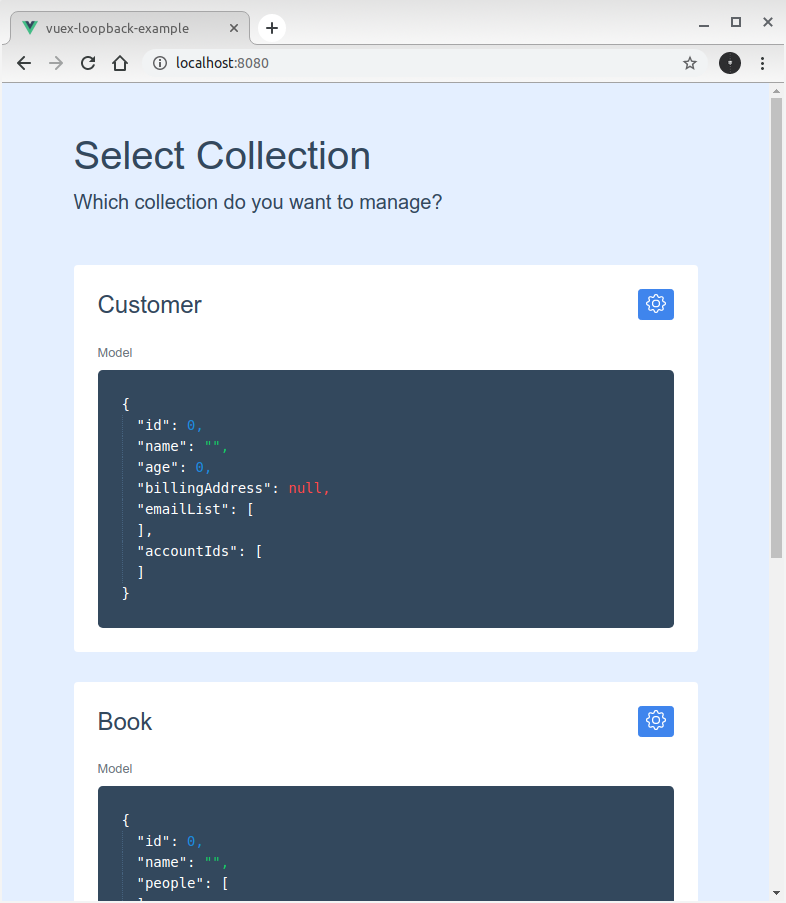 vuex-loopback-example
localhost:8080
Select Collection
Which collection do you want to manage?
Customer
Model
{
"id": 0,
"name": "",
"age": 0,
"billingAddress": null,
"emailList": [
],
"accountIds": [
]
}
Book
Model
{
"id": 0,
"name": "",
"people": [